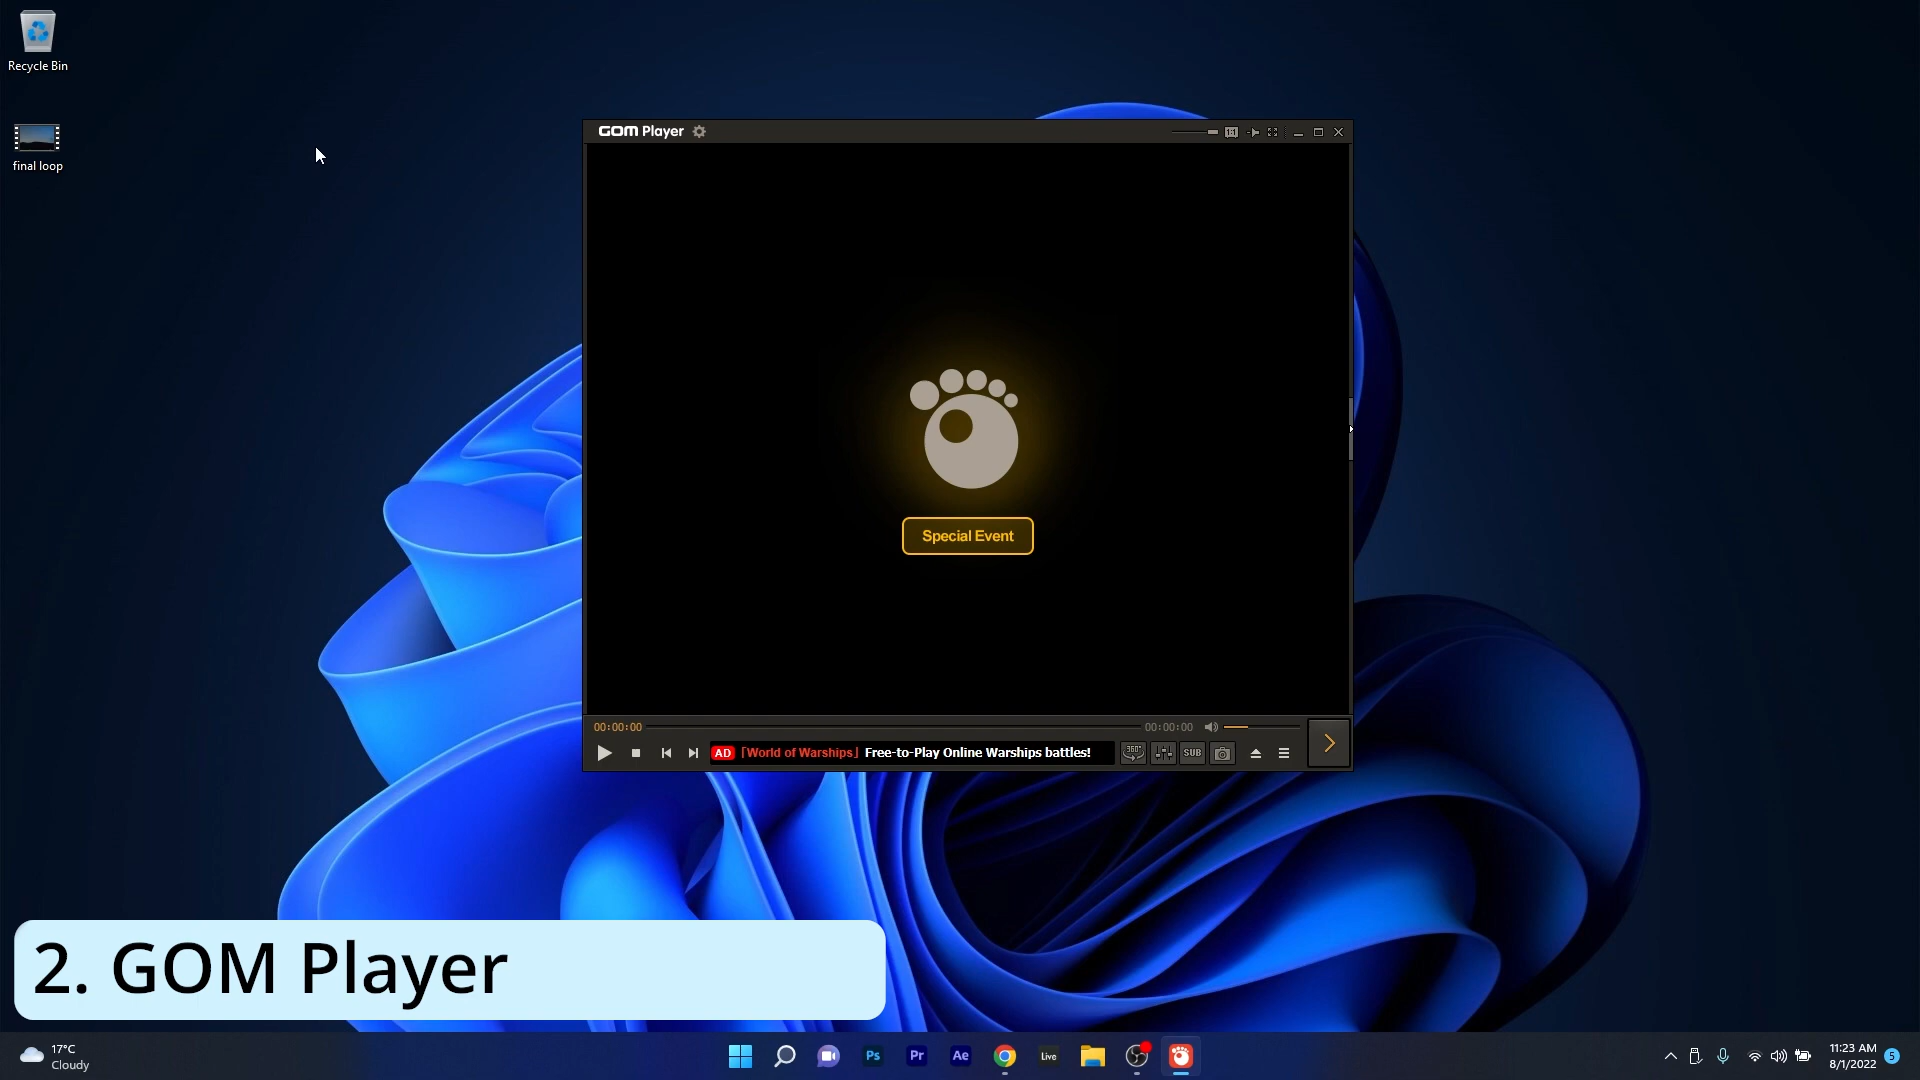 Recycle Bin
final loop
GOM Player
Special Event
00:00:00
00:00:00
AD [World of Warships] Free-to-Play Online Warships battles!
360°
SUB
2. GOM Player
17°C
Cloudy
Ps
Pr
Ae
Live
11:23 AM
8/1/2022
5